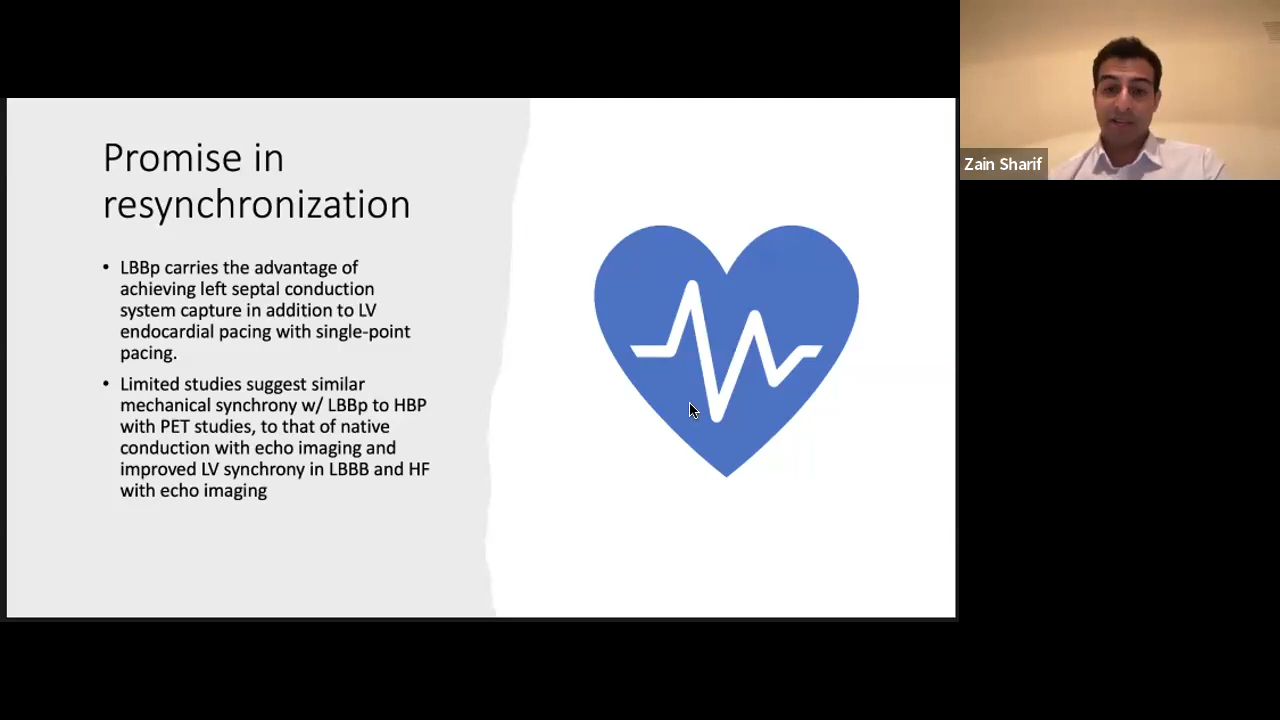 Promise in
resynchronization
• LBBp carries the advantage of
achieving left septal conduction
system capture in addition to LV
endocardial pacing with single-point
pacing.
• Limited studies suggest similar
mechanical synchrony w/ LBBp to HBP
with PET studies, to that of native
conduction with echo imaging and
improved LV synchrony in LBBB and HF
with echo imaging
Zain Sharif